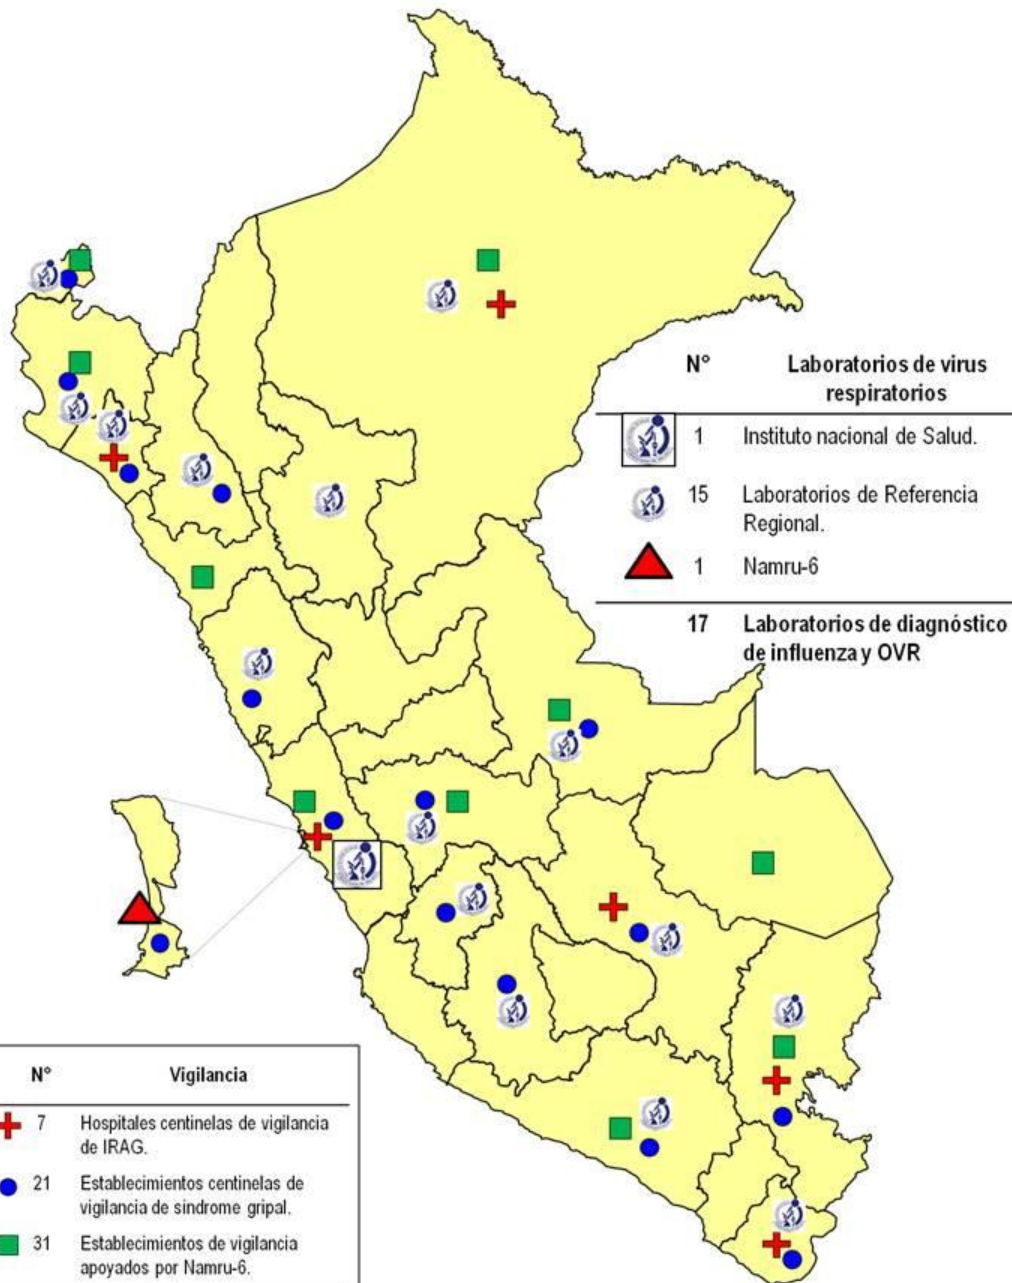 N° Laboratorios de virus
respiratorios
1 Instituto nacional de Salud.
15 Laboratorios de Referencia
Regional.
1 Namru-6
17 Laboratorios de diagnóstico
de influenza y OVR
N° Vigilancia
7 Hospitales centinelas de vigilancia
de IRAG.
21 Establecimientos centinelas de
vigilancia de sindrome gripal.
31 Establecimientos de vigilancia
apoyados por Namru-6.